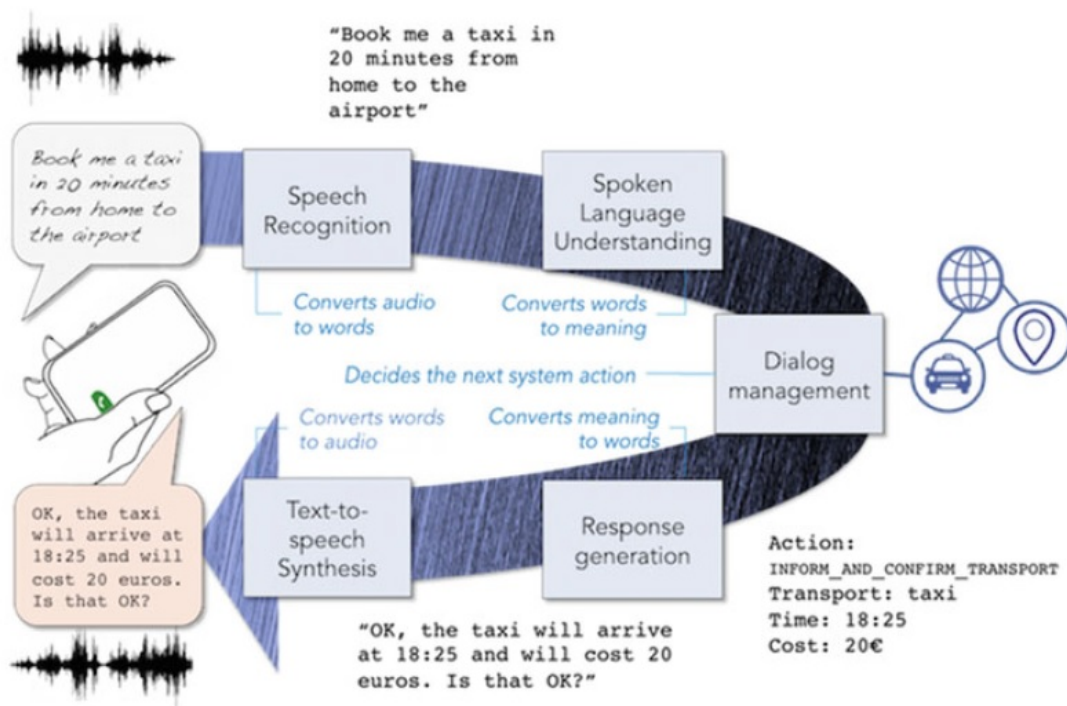 "Book me a taxi in
20 minutes from
home to the
airport"
Book me a taxi
in 20 minutes
from home to
the airport
Speech
Recognition
Spoken
Language
Understanding
Converts audio
to words
Converts words
to meaning
Dialog
management
Decides the next system action
Converts words
to audio
Converts meaning
to words
Text-to-
speech
Synthesis
Response
generation
OK, the taxi
will arrive at
18:25 and will
cost 20 euros.
Is that OK?
Action:
INFORM_AND_CONFIRM_TRANSPORT
Transport: taxi
Time: 18:25
Cost: 20€
"OK, the taxi will arrive
at 18:25 and will cost 20
euros. Is that OK?"